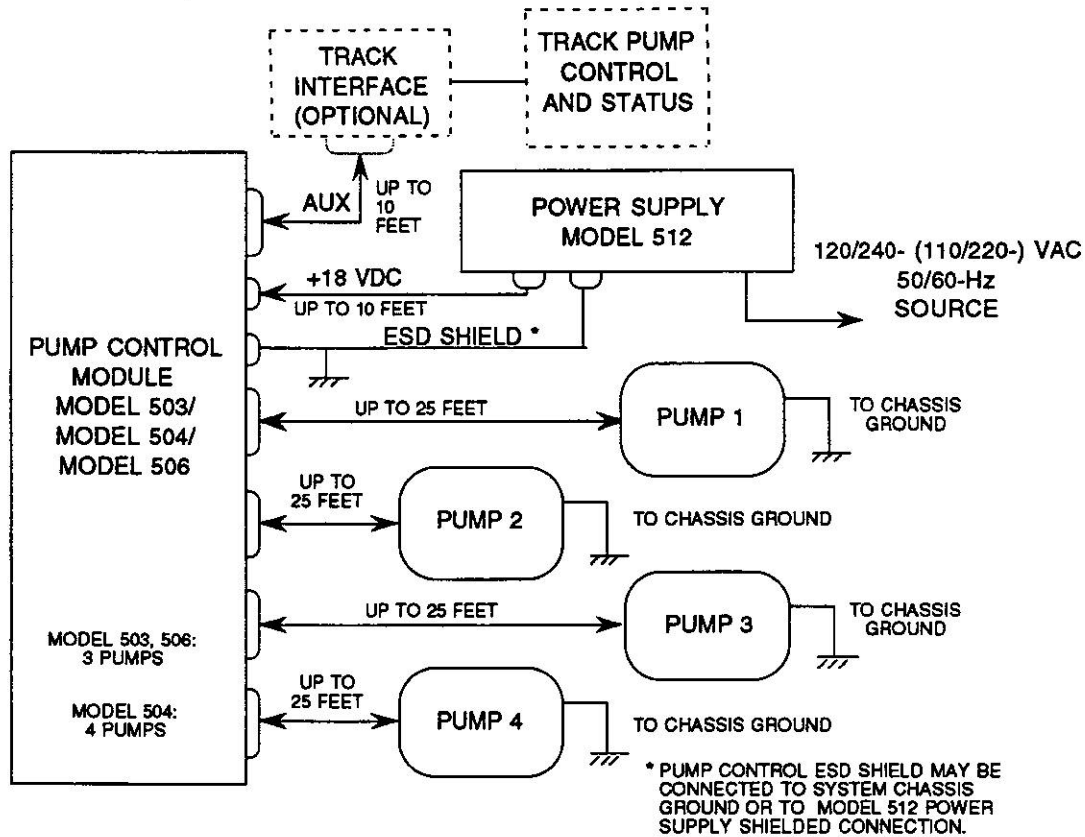 TRACK
INTERFACE
(OPTIONAL)
TRACK PUMP
CONTROL
AND STATUS
AUX
UP TO
10
FEET
POWER SUPPLY
MODEL 512
120/240- (110/220-) VAC
50/60-Hz
SOURCE
+18 VDC
UP TO 10 FEET
ESD SHIELD *
PUMP CONTROL
MODULE
MODEL 503/
MODEL 504/
MODEL 506
UP TO 25 FEET
PUMP 1
TO CHASSIS
GROUND
UP TO
25 FEET
PUMP 2
TO CHASSIS GROUND
UP TO 25 FEET
PUMP 3
TO CHASSIS
GROUND
MODEL 503, 506:
3 PUMPS
UP TO
25 FEET
PUMP 4
TO CHASSIS GROUND
MODEL 504:
4 PUMPS
* PUMP CONTROL ESD SHIELD MAY BE
CONNECTED TO SYSTEM CHASSIS
GROUND OR TO MODEL 512 POWER
SUPPLY SHIELDED CONNECTION.